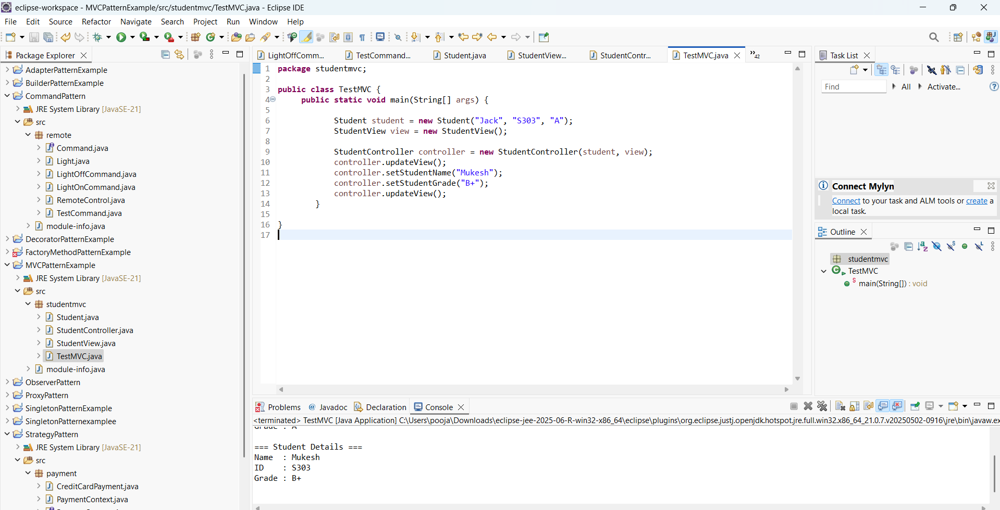 eclipse-workspace - MVCPatternExample/src/studentmvc/TestMVC.java - Eclipse IDE
File Edit Source Refactor Navigate Search Project Run Window Help
Package Explorer
AdapterPatternExample
BuilderPatternExample
CommandPattern
JRE System Library [JavaSE-21]
src
remote
Command.java
Light.java
LightOffCommand.java
LightOnCommand.java
RemoteControl.java
TestCommand.java
module-info.java
DecoratorPatternExample
FactoryMethodPatternExample
MVCPatternExample
JRE System Library [JavaSE-21]
src
studentmvc
Student.java
StudentController.java
StudentView.java
TestMVC.java
module-info.java
ObserverPattern
ProxyPattern
SingletonPatternExample
SingletonPatternexamplee
StrategyPattern
JRE System Library [JavaSE-21]
src
payment
CreditCardPayment.java
PaymentContext.java
LightOffComm... TestCommand... Student.java StudentView... StudentContr... TestMVC.java »42
1 package studentmvc;
2
3 public class TestMVC {
4 public static void main(String[] args) {
5
6 Student student = new Student("Jack", "S303", "A");
7 StudentView view = new StudentView();
8
9 StudentController controller = new StudentController(student, view);
10 controller.updateView();
11 controller.setStudentName("Mukesh");
12 controller.setStudentGrade("B+");
13 controller.updateView();
14 }
15
16 }
17
Problems @ Javadoc Declaration Console
<terminated> TestMVC [Java Application] C:\Users\pooja\Downloads\eclipse-jee-2025-06-R-win32-x86_64\eclipse\plugins\org.eclipse.justj.openjdk.hotspot.jre.full.win32.x86_64_21.0.7.v20250502-0916\jre\bin\javaw.ex
Grade : A
=== Student Details ===
Name : Mukesh
ID : S303
Grade : B+
Task List
Find All Activate...
Connect Mylyn
Connect to your task and ALM tools or create a
local task.
Outline
studentmvc
TestMVC
main(String[]) : void